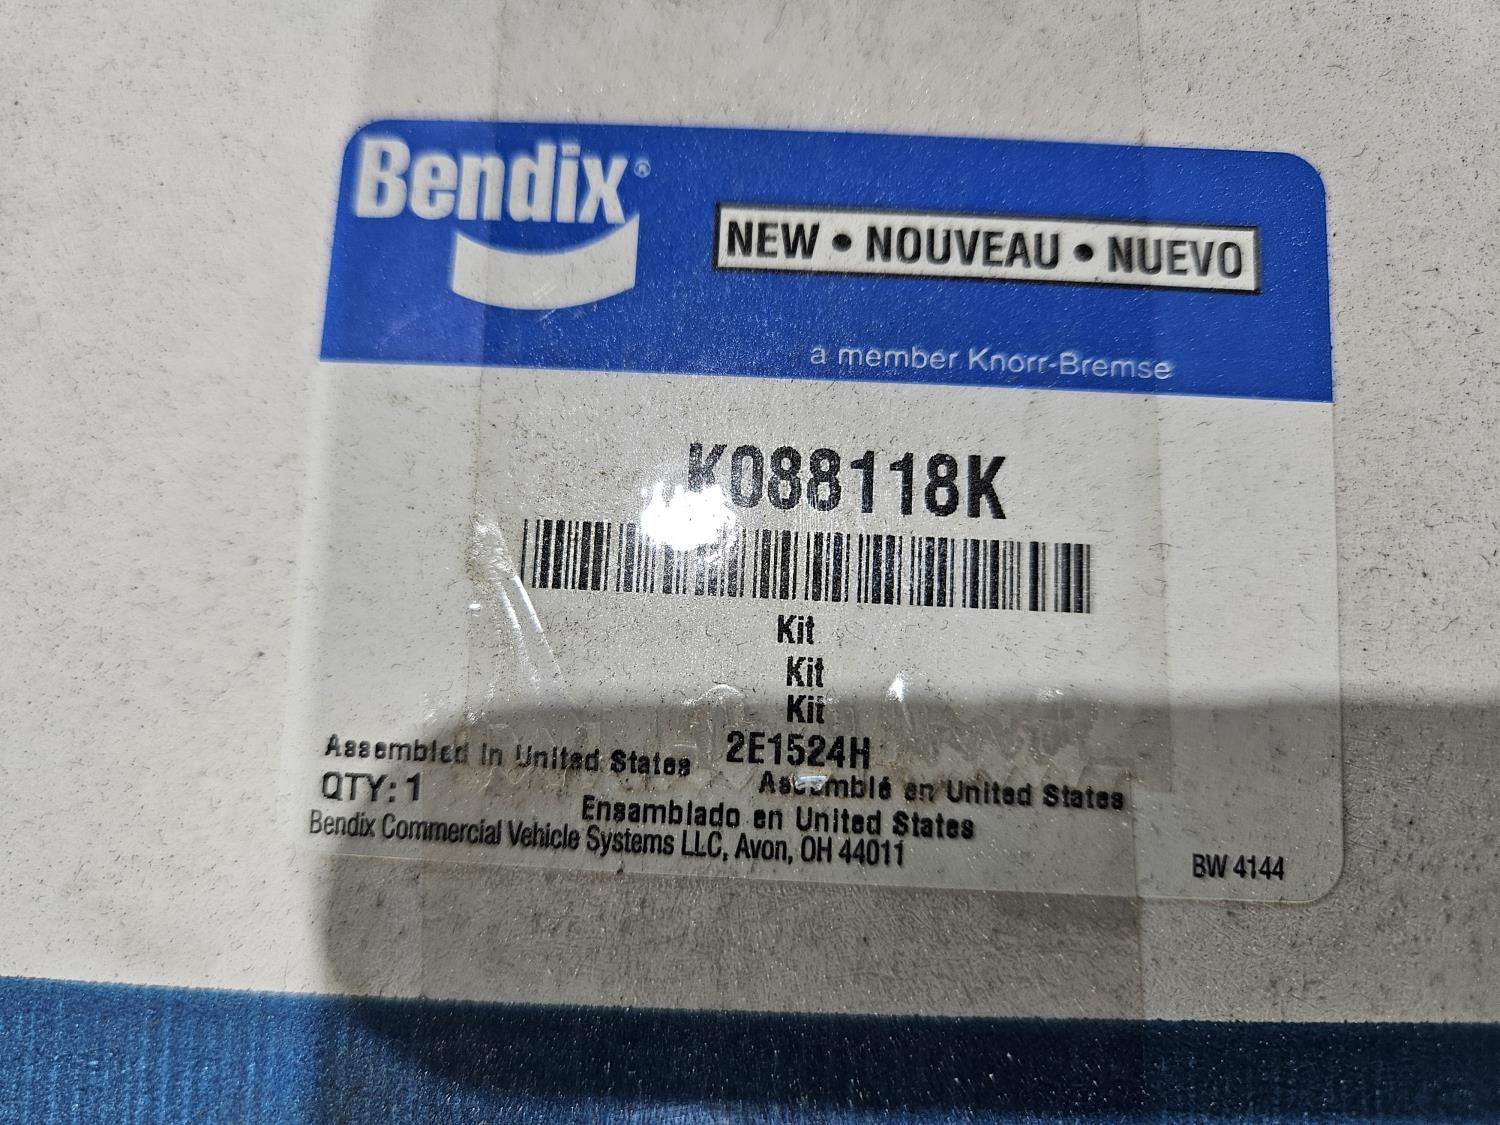 Bendix®
NEW • NOUVEAU • NUEVO
a member Knorr-Bremse
K088118K
Kit
Kit
Kit
2E1524H
Assembled in United States
Assemblé en United States
QTY: 1
Ensamblado en United States
Bendix Commercial Vehicle Systems LLC, Avon, OH 44011
BW 4144